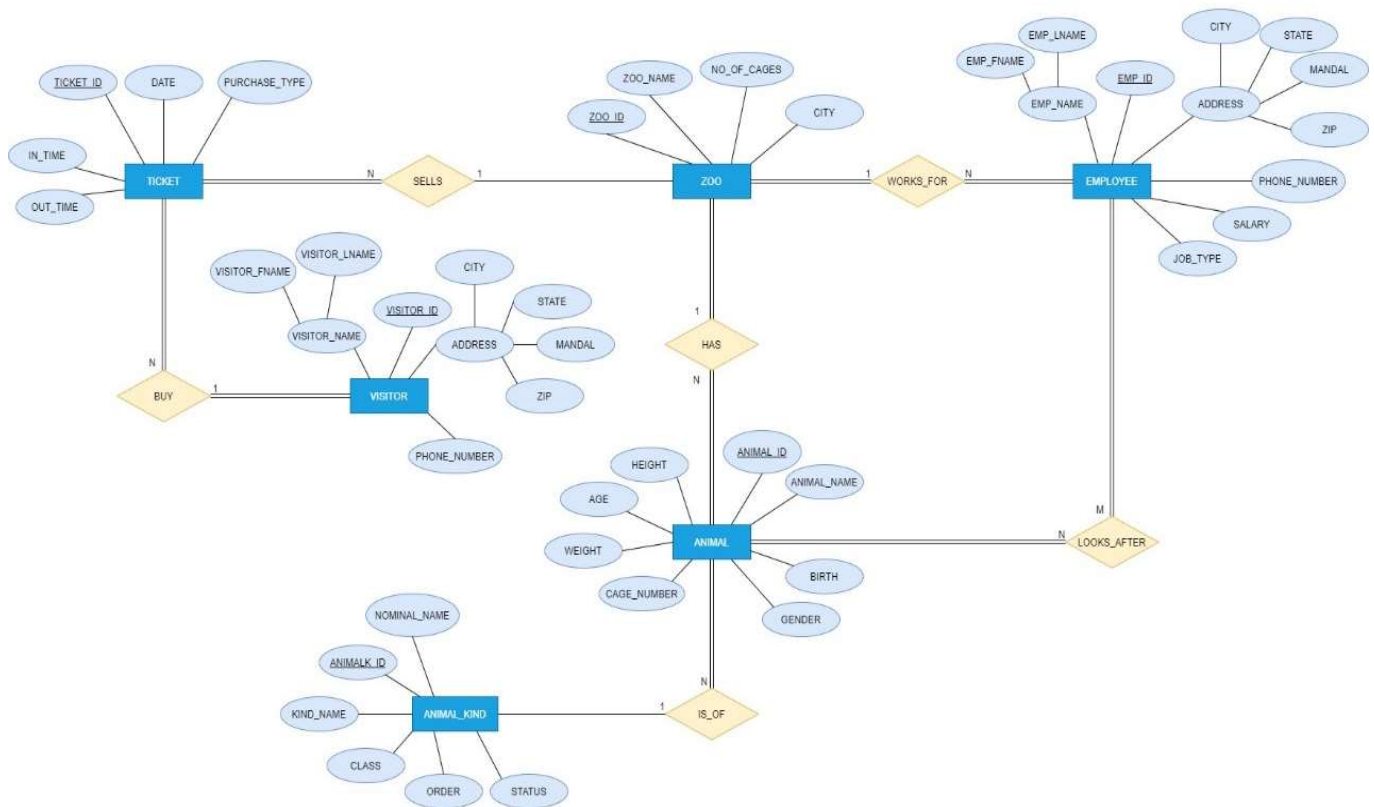 TICKET_ID
DATE
PURCHASE_TYPE
IN_TIME
OUT_TIME
TICKET
N
SELLS
1
ZOO_NAME
NO_OF_CAGES
ZOO_ID
CITY
ZOO
1
WORKS_FOR
N
EMP_LNAME
EMP_FNAME
EMP_NAME
EMP_ID
CITY
STATE
MANDAL
ADDRESS
ZIP
EMPLOYEE
PHONE_NUMBER
SALARY
JOB_TYPE
VISITOR_LNAME
VISITOR_FNAME
VISITOR_NAME
VISITOR_ID
CITY
STATE
ADDRESS
MANDAL
ZIP
N
BUY
1
VISITOR
PHONE_NUMBER
1
HAS
N
HEIGHT
ANIMAL_ID
AGE
ANIMAL_NAME
ANIMAL
WEIGHT
CAGE_NUMBER
BIRTH
GENDER
M
N
LOOKS_AFTER
NOMINAL_NAME
ANIMALK_ID
KIND_NAME
ANIMAL_KIND
CLASS
ORDER
STATUS
1
N
IS_OF